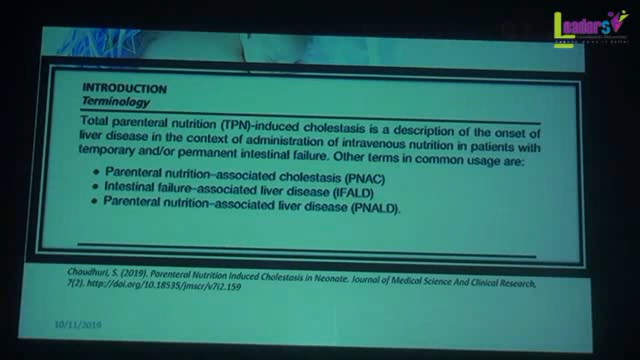 Leaders
INTRODUCTION
Terminology
Total parenteral nutrition (TPN)-induced cholestasis is a description of the onset of
liver disease in the context of administration of intravenous nutrition in patients with
temporary and/or permanent intestinal failure. Other terms in common usage are:
• Parenteral nutrition–associated cholestasis (PNAC)
• Intestinal failure–associated liver disease (IFALD)
• Parenteral nutrition–associated liver disease (PNALD).
Chaudhuri, S. (2019). Parenteral Nutrition Induced Cholestasis in Neonate. Journal of Medical Science And Clinical Research,
7(2). http://doi.org/10.18535/jmscr/v7i2.159
10/11/2019